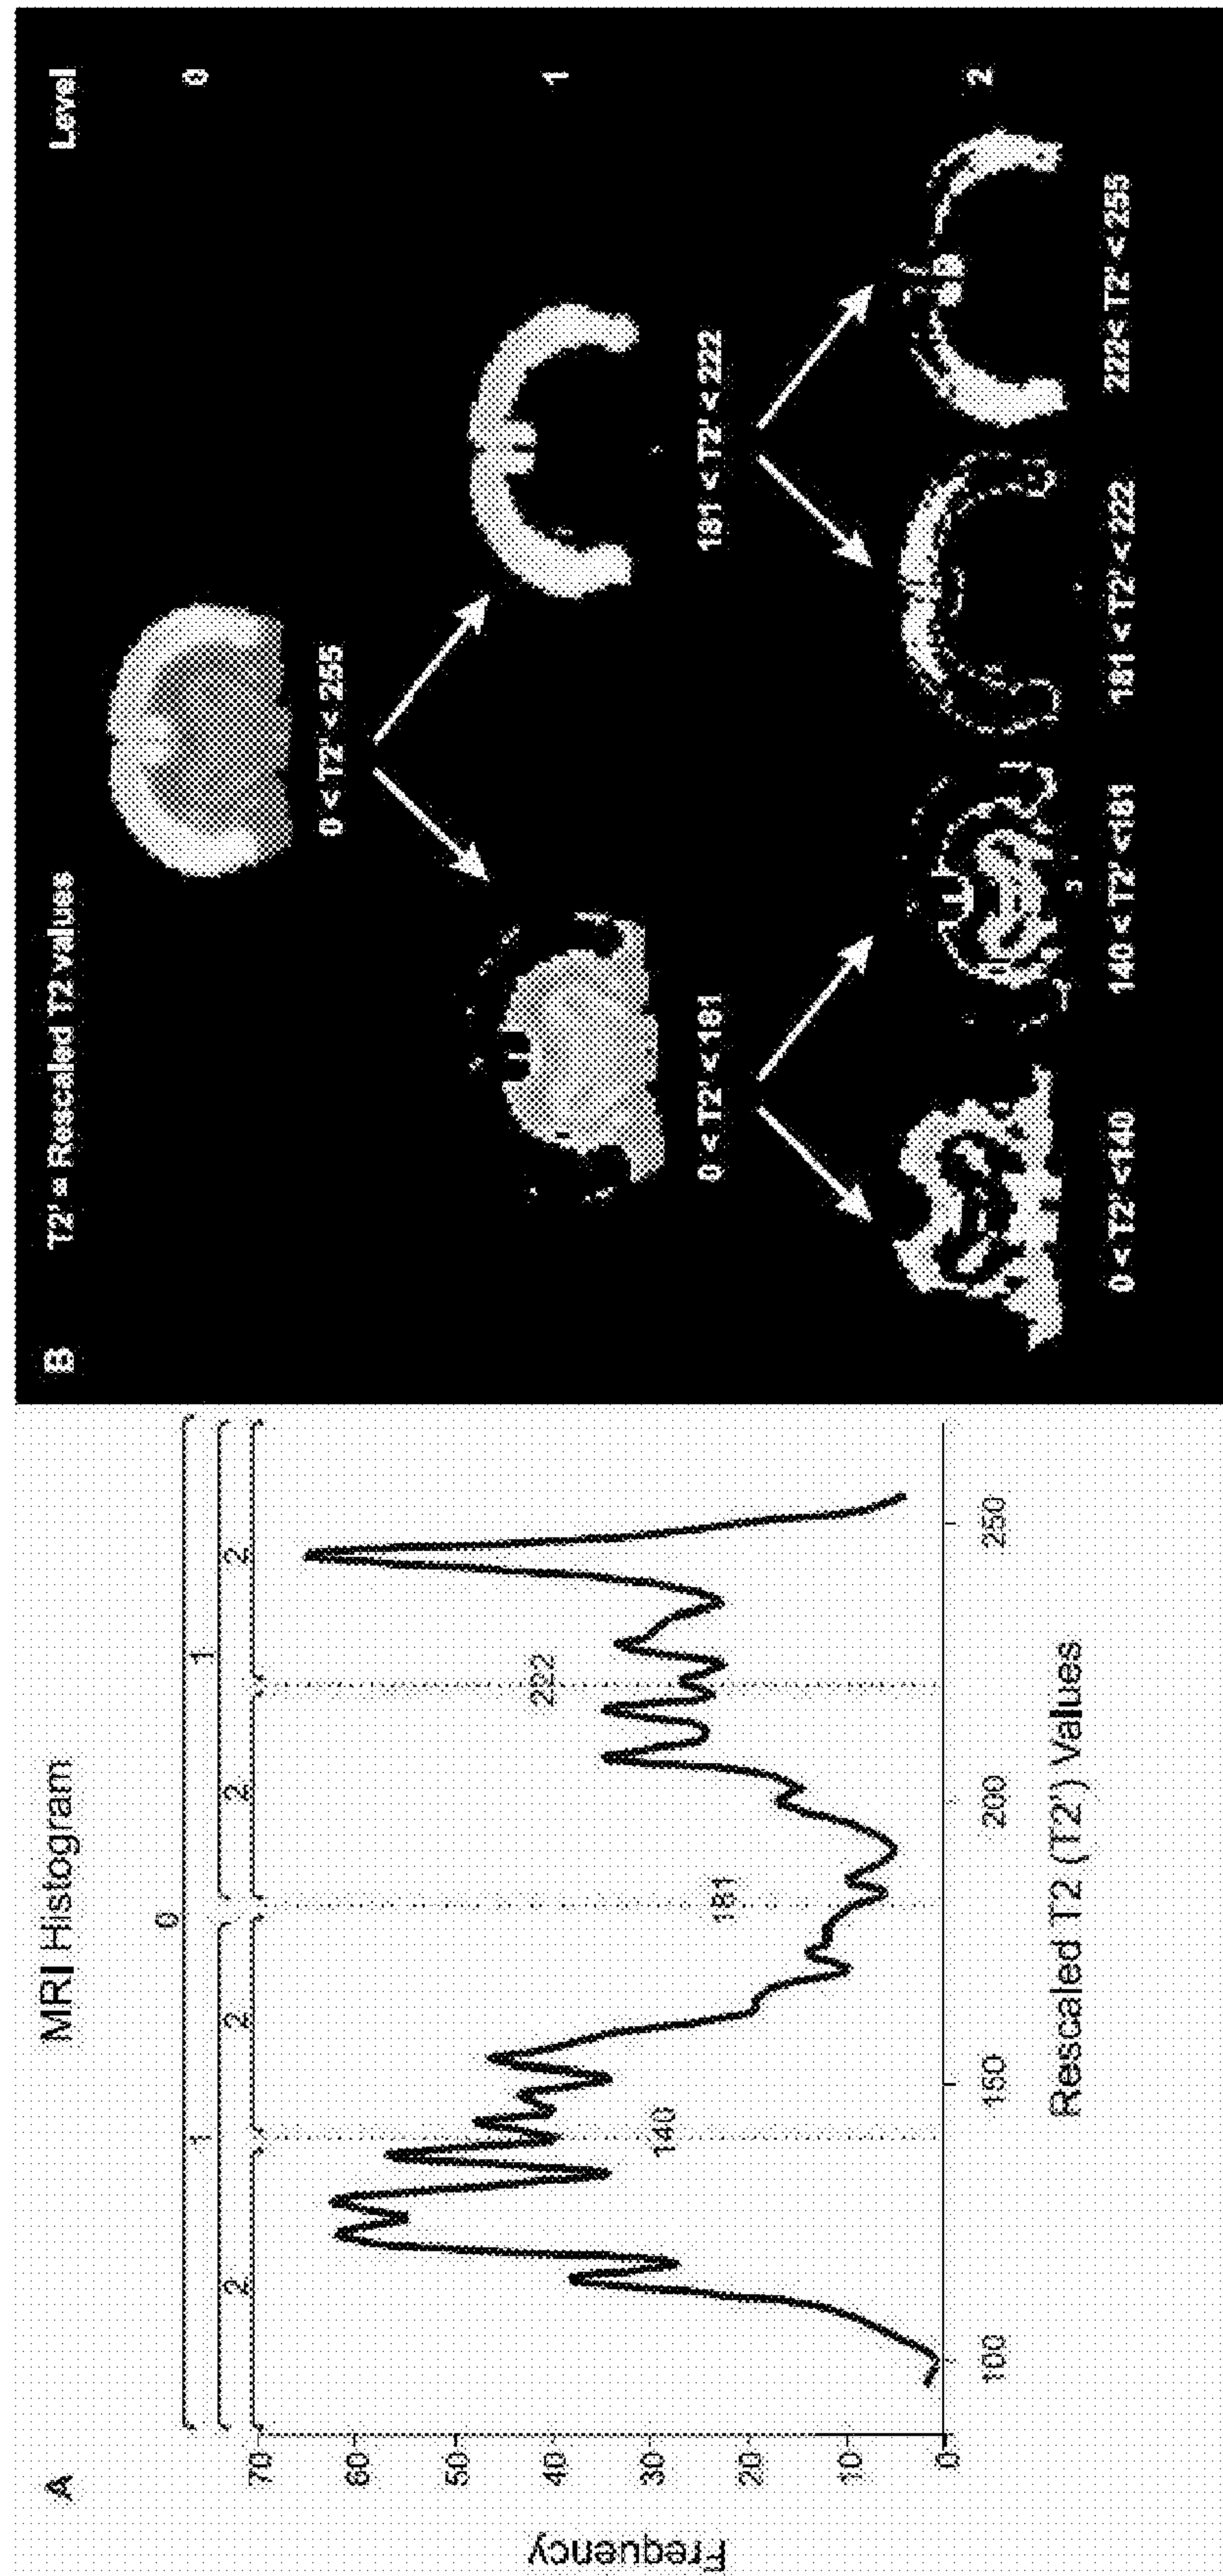 A
MRI Histogram
0
1
1
2
2
2
2
Frequency
70
60
50
40
30
20
10
0
140
181
222
100
150
200
250
Rescaled T2 (T2') Values
B
T2' = Rescaled T2 values
Level
0
0 < T2' < 255
1
0 < T2' < 181
181 < T2' < 222
2
0 < T2' <140
140 < T2' <181
181 < T2' < 222
222< T2' < 255